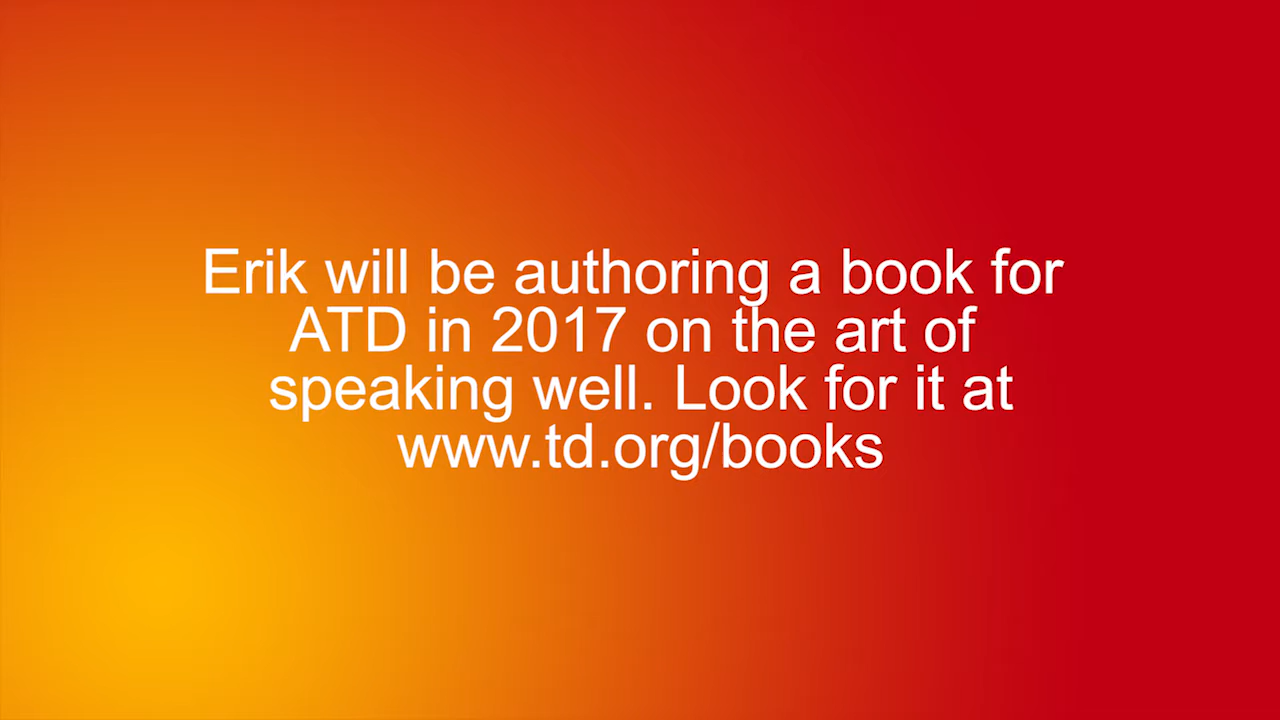 Erik will be authoring a book for
ATD in 2017 on the art of
speaking well. Look for it at
www.td.org/books